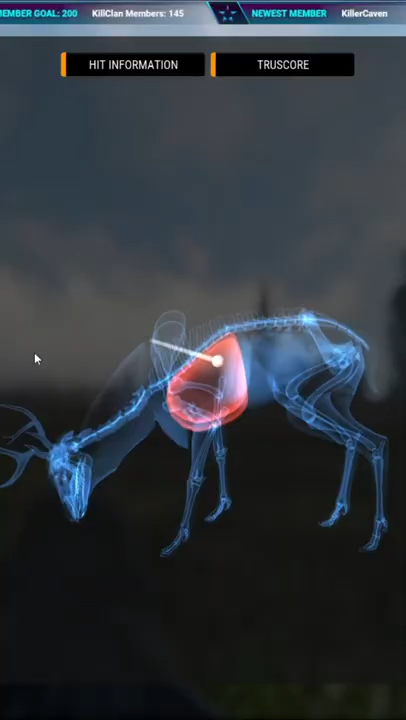 MEMBER GOAL: 200 KillClan Members: 145 NEWEST MEMBER KillerCaven
HIT INFORMATION TRUSCORE